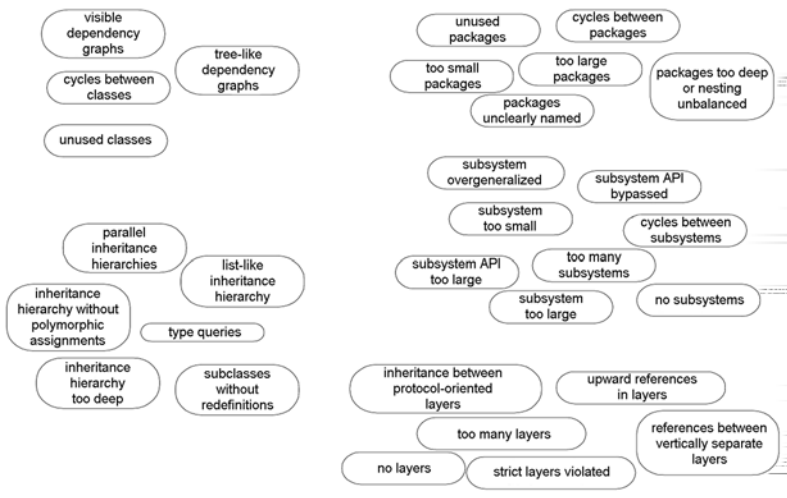 visible
dependency
graphs
tree-like
dependency
graphs
cycles between
classes
unused classes
parallel
inheritance
hierarchies
list-like
inheritance
hierarchy
inheritance
hierarchy without
polymorphic
assignments
type queries
inheritance
hierarchy
too deep
subclasses
without
redefinitions
unused
packages
cycles between
packages
too small
packages
too large
packages
packages too deep
or nesting
unbalanced
packages
unclearly named
subsystem
overgeneralized
subsystem API
bypassed
subsystem
too small
cycles between
subsystems
subsystem API
too large
too many
subsystems
subsystem
too large
no subsystems
inheritance between
protocol-oriented
layers
upward references
in layers
too many layers
references between
vertically separate
layers
no layers
strict layers violated